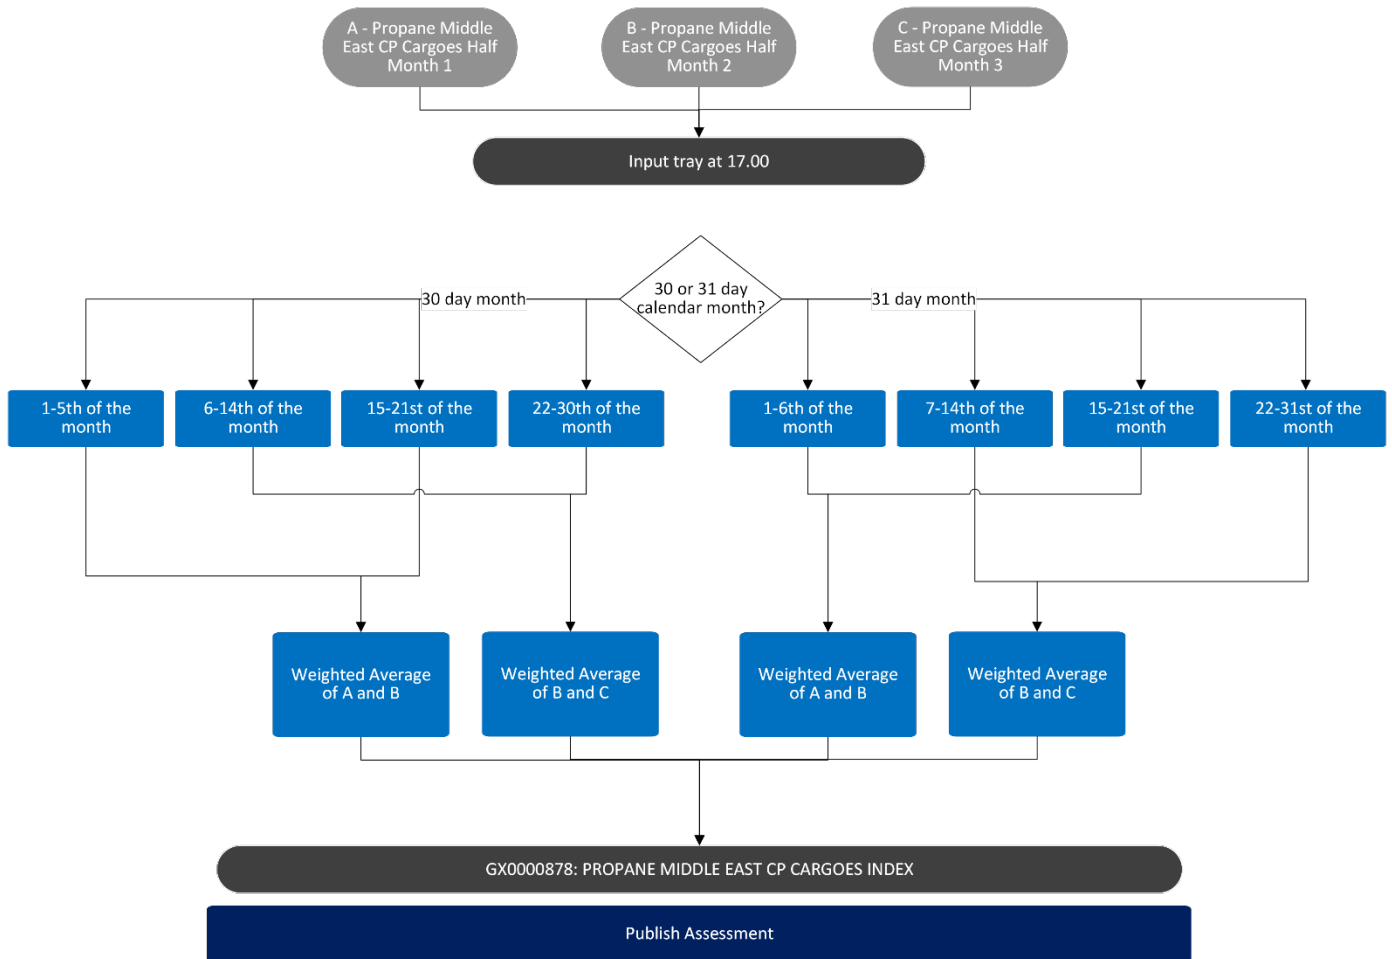 A - Propane Middle
East CP Cargoes Half
Month 1
B - Propane Middle
East CP Cargoes Half
Month 2
C - Propane Middle
East CP Cargoes Half
Month 3
Input tray at 17.00
30 or 31 day
calendar month?
30 day month
31 day month
1-5th of the
month
6-14th of the
month
15-21st of the
month
22-30th of the
month
1-6th of the
month
7-14th of the
month
15-21st of the
month
22-31st of the
month
Weighted Average
of A and B
Weighted Average
of B and C
Weighted Average
of A and B
Weighted Average
of B and C
GX0000878: PROPANE MIDDLE EAST CP CARGOES INDEX
Publish Assessment